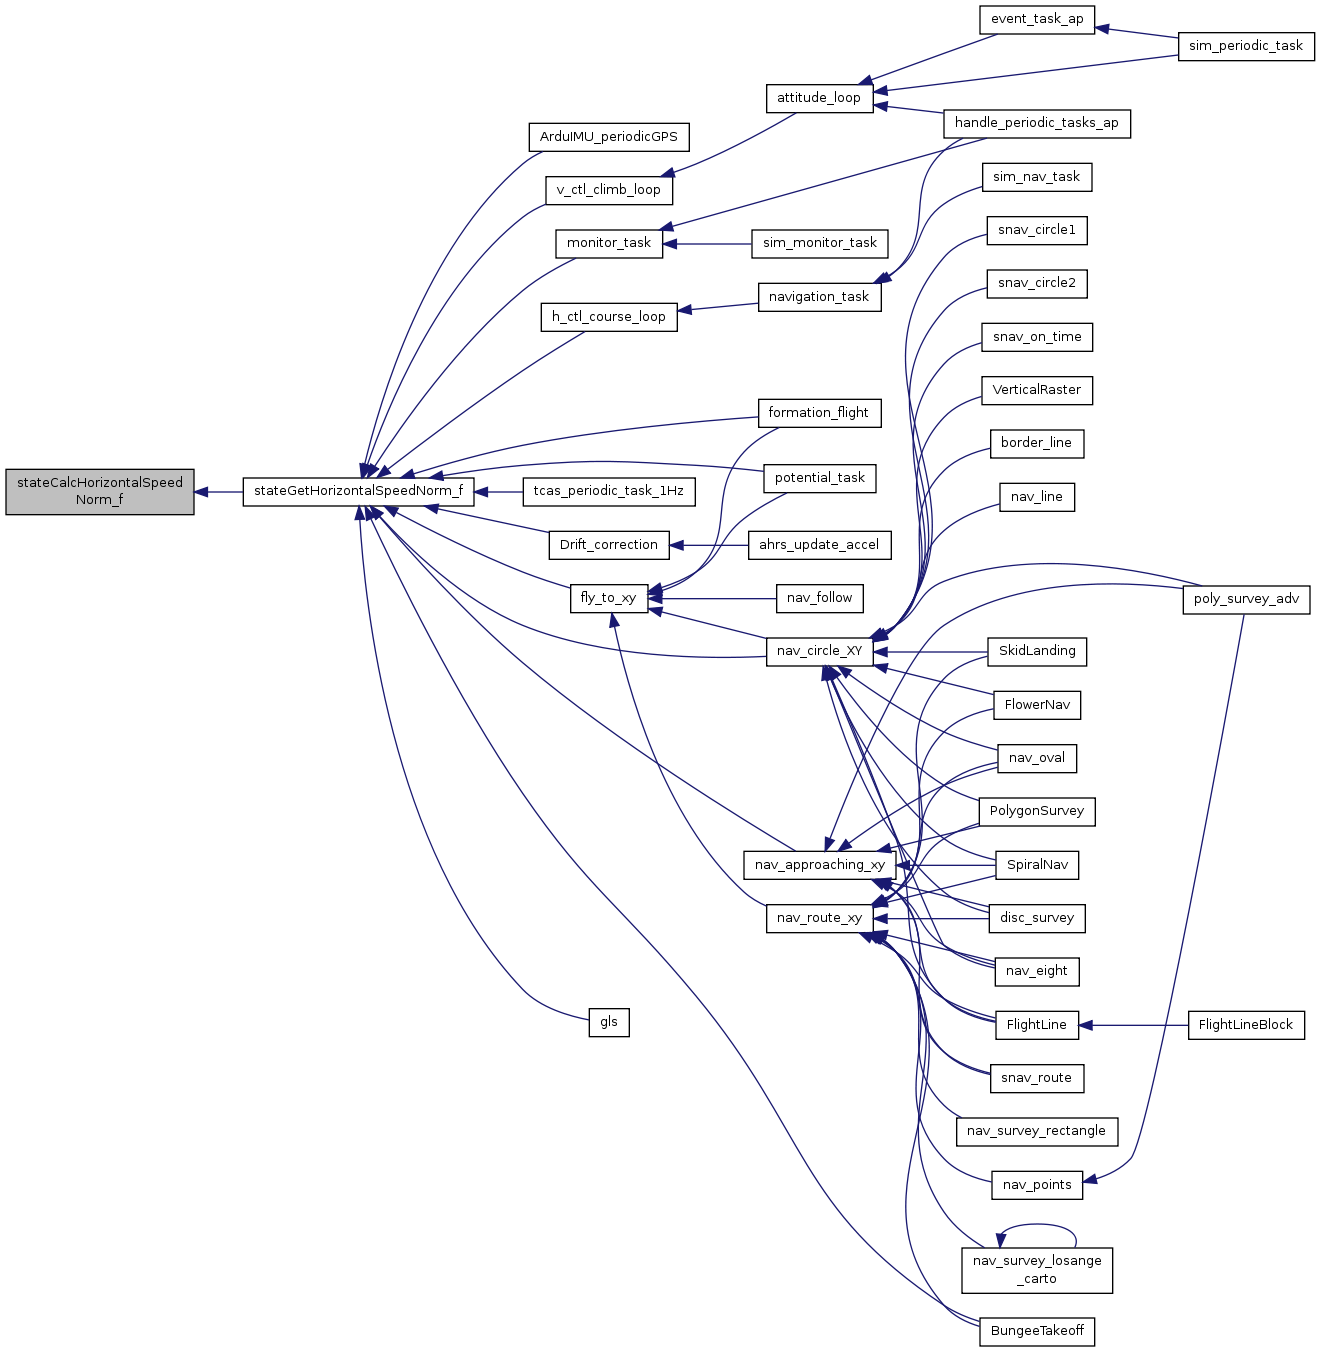 event_task_ap
sim_periodic_task
attitude_loop
handle_periodic_tasks_ap
ArduIMU_periodicGPS
v_ctl_climb_loop
sim_nav_task
monitor_task
sim_monitor_task
snav_circle1
navigation_task
snav_circle2
h_ctl_course_loop
snav_on_time
VerticalRaster
formation_flight
border_line
potential_task
stateCalcHorizontalSpeed
Norm_f
stateGetHorizontalSpeedNorm_f
tcas_periodic_task_1Hz
nav_line
Drift_correction
ahrs_update_accel
fly_to_xy
nav_follow
poly_survey_adv
nav_circle_XY
SkidLanding
FlowerNav
nav_oval
PolygonSurvey
nav_approaching_xy
SpiralNav
nav_route_xy
disc_survey
nav_eight
gls
FlightLine
FlightLineBlock
snav_route
nav_survey_rectangle
nav_points
nav_survey_losange
_carto
BungeeTakeoff